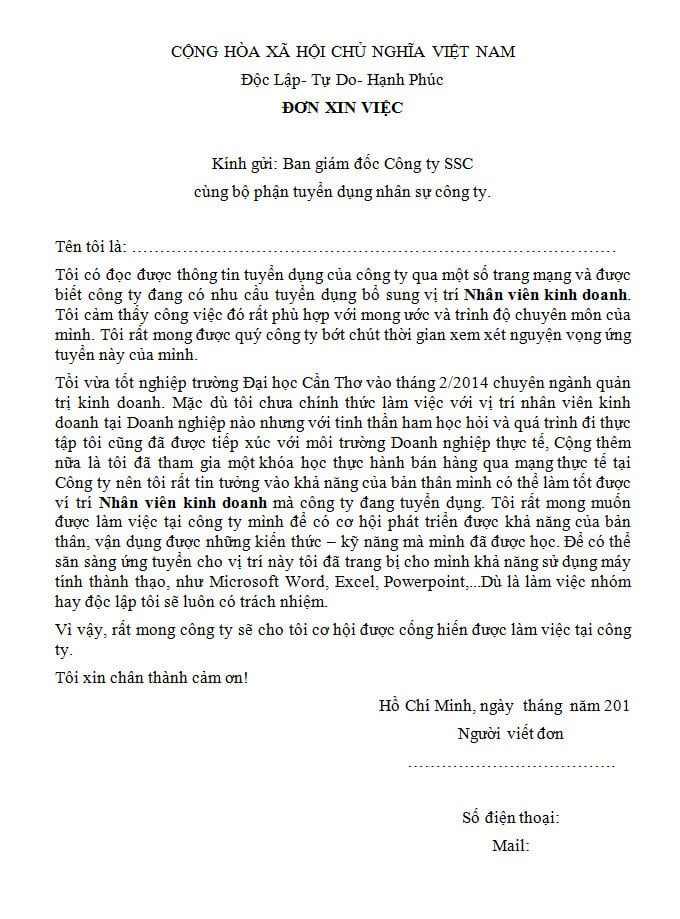 CỘNG HÒA XÃ HỘI CHỦ NGHĨA VIỆT NAM
Độc Lập- Tự Do- Hạnh Phúc
ĐƠN XIN VIỆC
Kính gửi: Ban giám đốc Công ty SSC
cùng bộ phận tuyển dụng nhân sự công ty.
Tên tôi là: ……………………………………………………………………………
Tôi có đọc được thông tin tuyển dụng của công ty qua một số trang mạng và được
biết công ty đang có nhu cầu tuyển dụng bổ sung vị trí Nhân viên kinh doanh.
Tôi cảm thấy công việc đó rất phù hợp với mong ước và trình độ chuyên môn của
mình. Tôi rất mong được quý công ty bớt chút thời gian xem xét nguyện vọng ứng
tuyển này của mình.
Tồi vừa tốt nghiệp trường Đại học Cần Thơ vào tháng 2/2014 chuyên ngành quản
trị kinh doanh. Mặc dù tôi chưa chính thức làm việc với vị trí nhân viên kinh
doanh tại Doanh nghiệp nào nhưng với tinh thần ham học hỏi và quá trình đi thực
tập tôi cũng đã được tiếp xúc với môi trường Doanh nghiệp thực tế, Cộng thêm
nữa là tôi đã tham gia một khóa học thực hành bán hàng qua mạng thực tế tại
Công ty nên tôi rất tin tưởng vào khả năng của bản thân mình có thể làm tốt được
ví trí Nhân viên kinh doanh mà công ty đang tuyển dụng. Tôi rất mong muốn
được làm việc tại công ty mình để có cơ hội phát triển được khả năng của bản
thân, vận dụng được những kiến thức – kỹ năng mà mình đã được học. Để có thể
săn sàng ứng tuyển cho vị trí này tôi đã trang bị cho mình khả năng sử dụng máy
tính thành thạo, như Microsoft Word, Excel, Powerpoint,...Dù là làm việc nhóm
hay độc lập tôi sẽ luôn có trách nhiệm.
Vì vậy, rất mong công ty sẽ cho tôi cơ hội được cống hiến được làm việc tại công
ty.
Tôi xin chân thành cảm ơn!
Hồ Chí Minh, ngày  tháng  năm 201
Người viết đơn
……………………………….
Số điện thoại:
Mail: